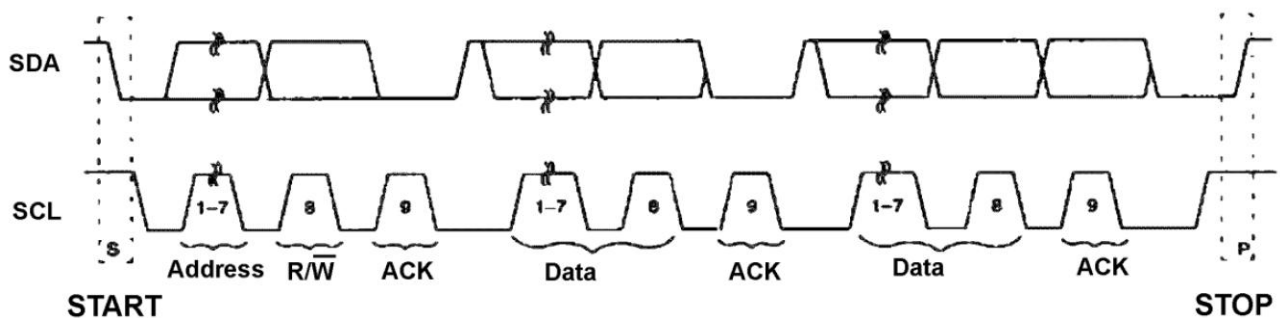 SDA
SCL
1-7 8 9 1-7 8 9 1-7 8 9
S P
Address R/W̅ ACK Data ACK Data ACK
START STOP